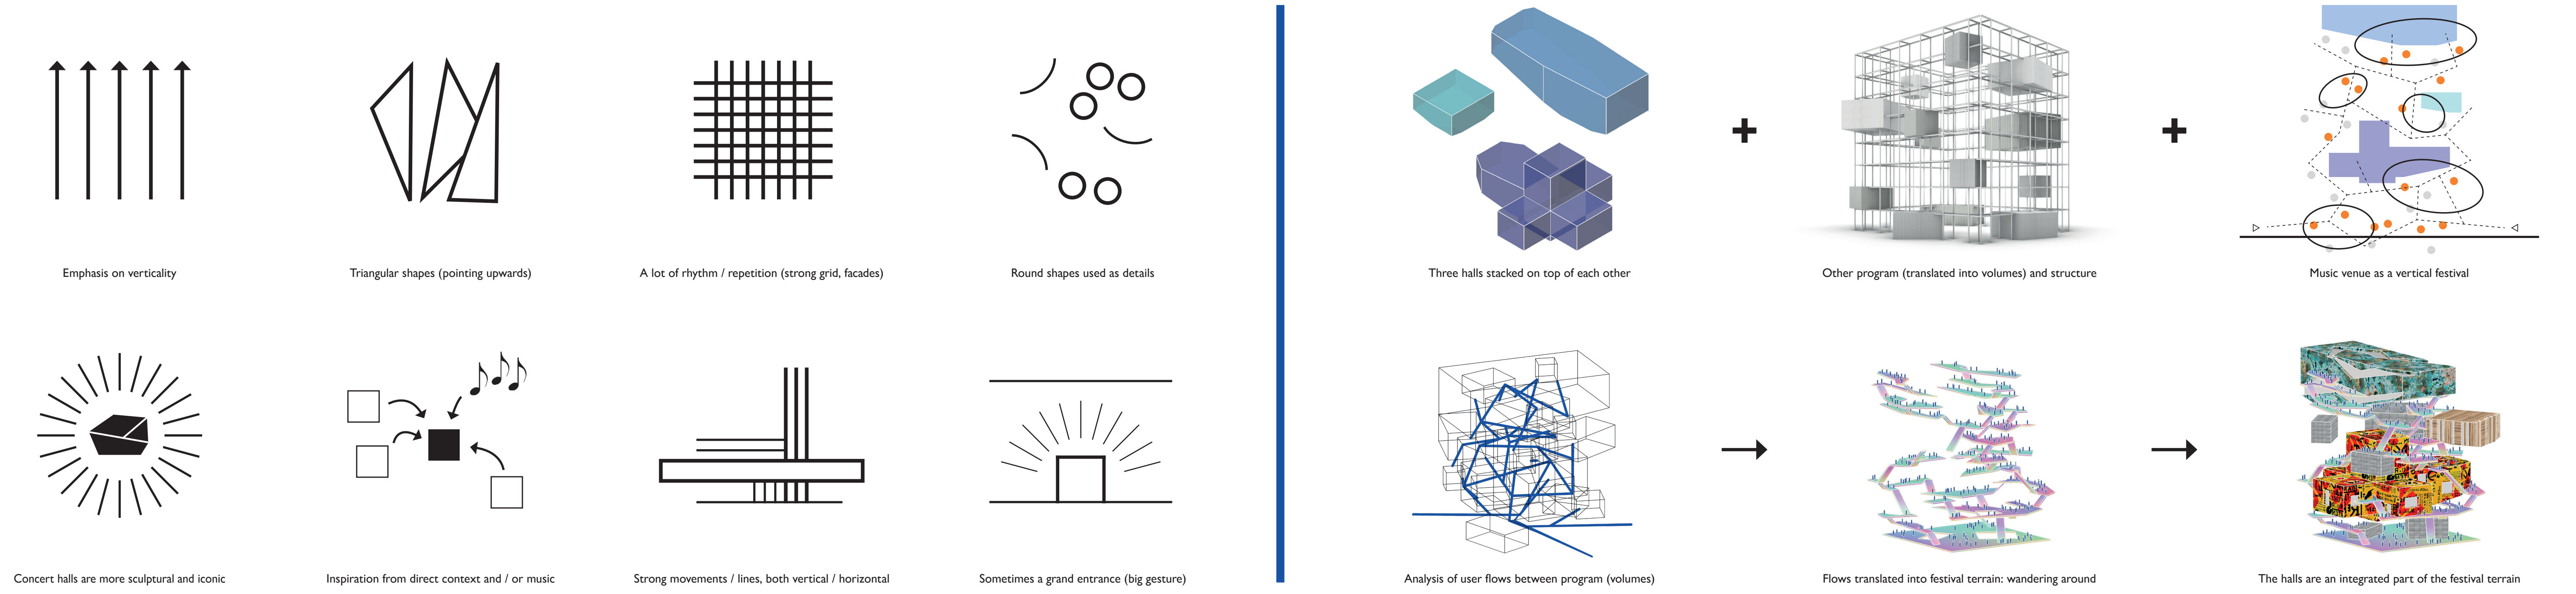 Emphasis on verticality
Triangular shapes (pointing upwards)
A lot of rhythm / repetition (strong grid, facades)
Round shapes used as details
Three halls stacked on top of each other
Other program (translated into volumes) and structure
Music venue as a vertical festival
Concert halls are more sculptural and iconic
Inspiration from direct context and / or music
Strong movements / lines, both vertical / horizontal
Sometimes a grand entrance (big gesture)
Analysis of user flows between program (volumes)
Flows translated into festival terrain: wandering around
The halls are an integrated part of the festival terrain